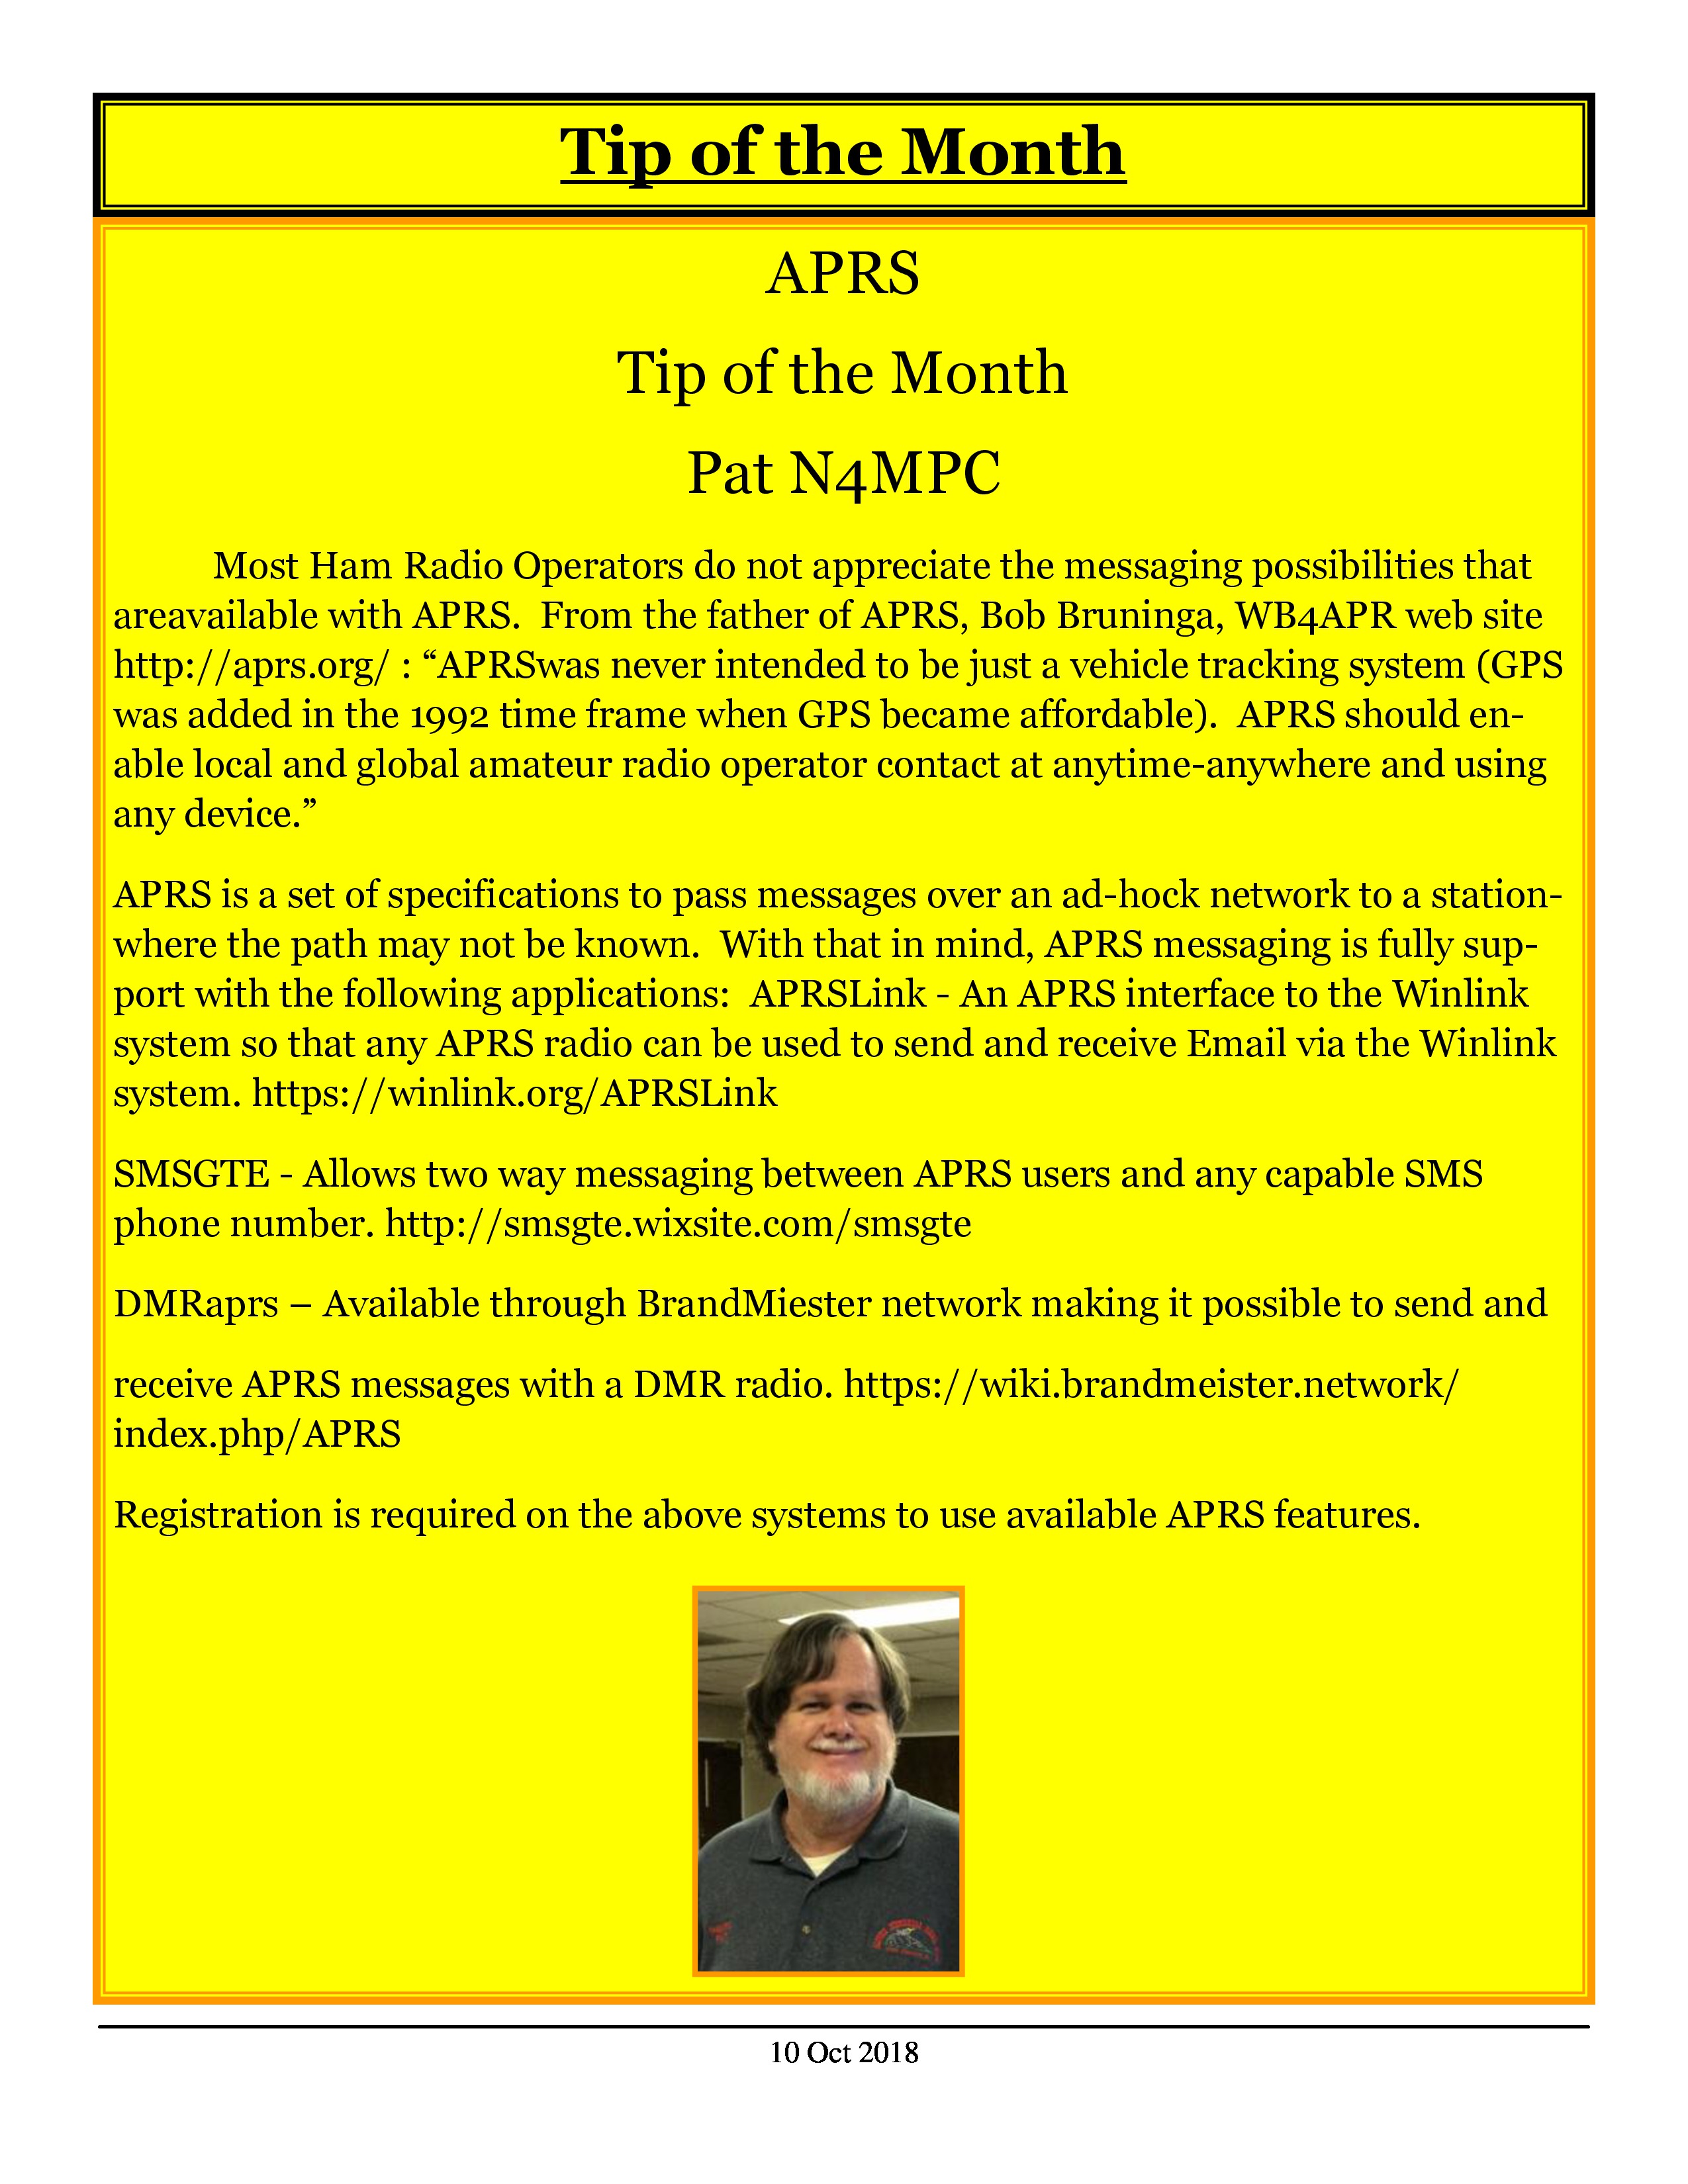 Tip of the Month
APRS
Tip of the Month
Pat N4MPC
Most Ham Radio Operators do not appreciate the messaging possibilities that
areavailable with APRS.  From the father of APRS, Bob Bruninga, WB4APR web site
http://aprs.org/ : “APRSwas never intended to be just a vehicle tracking system (GPS
was added in the 1992 time frame when GPS became affordable).  APRS should en-
able local and global amateur radio operator contact at anytime-anywhere and using
any device.”
APRS is a set of specifications to pass messages over an ad-hock network to a station-
where the path may not be known.  With that in mind, APRS messaging is fully sup-
port with the following applications:  APRSLink - An APRS interface to the Winlink
system so that any APRS radio can be used to send and receive Email via the Winlink
system. https://winlink.org/APRSLink
SMSGTE - Allows two way messaging between APRS users and any capable SMS
phone number. http://smsgte.wixsite.com/smsgte
DMRaprs – Available through BrandMiester network making it possible to send and
receive APRS messages with a DMR radio. https://wiki.brandmeister.network/
index.php/APRS
Registration is required on the above systems to use available APRS features.
10 Oct 2018